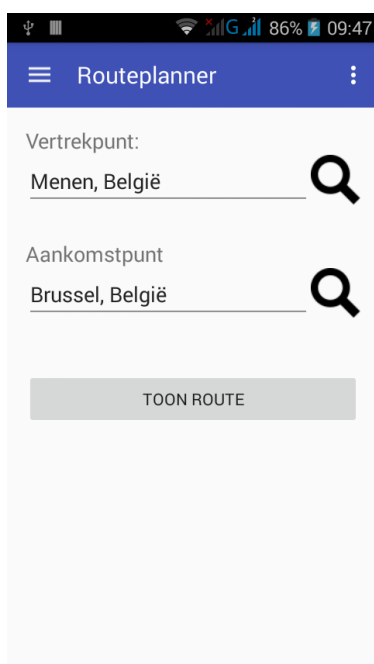 G 86% 09:47
Routeplanner
Vertrekpunt:
Menen, België
Aankomstpunt
Brussel, België
TOON ROUTE